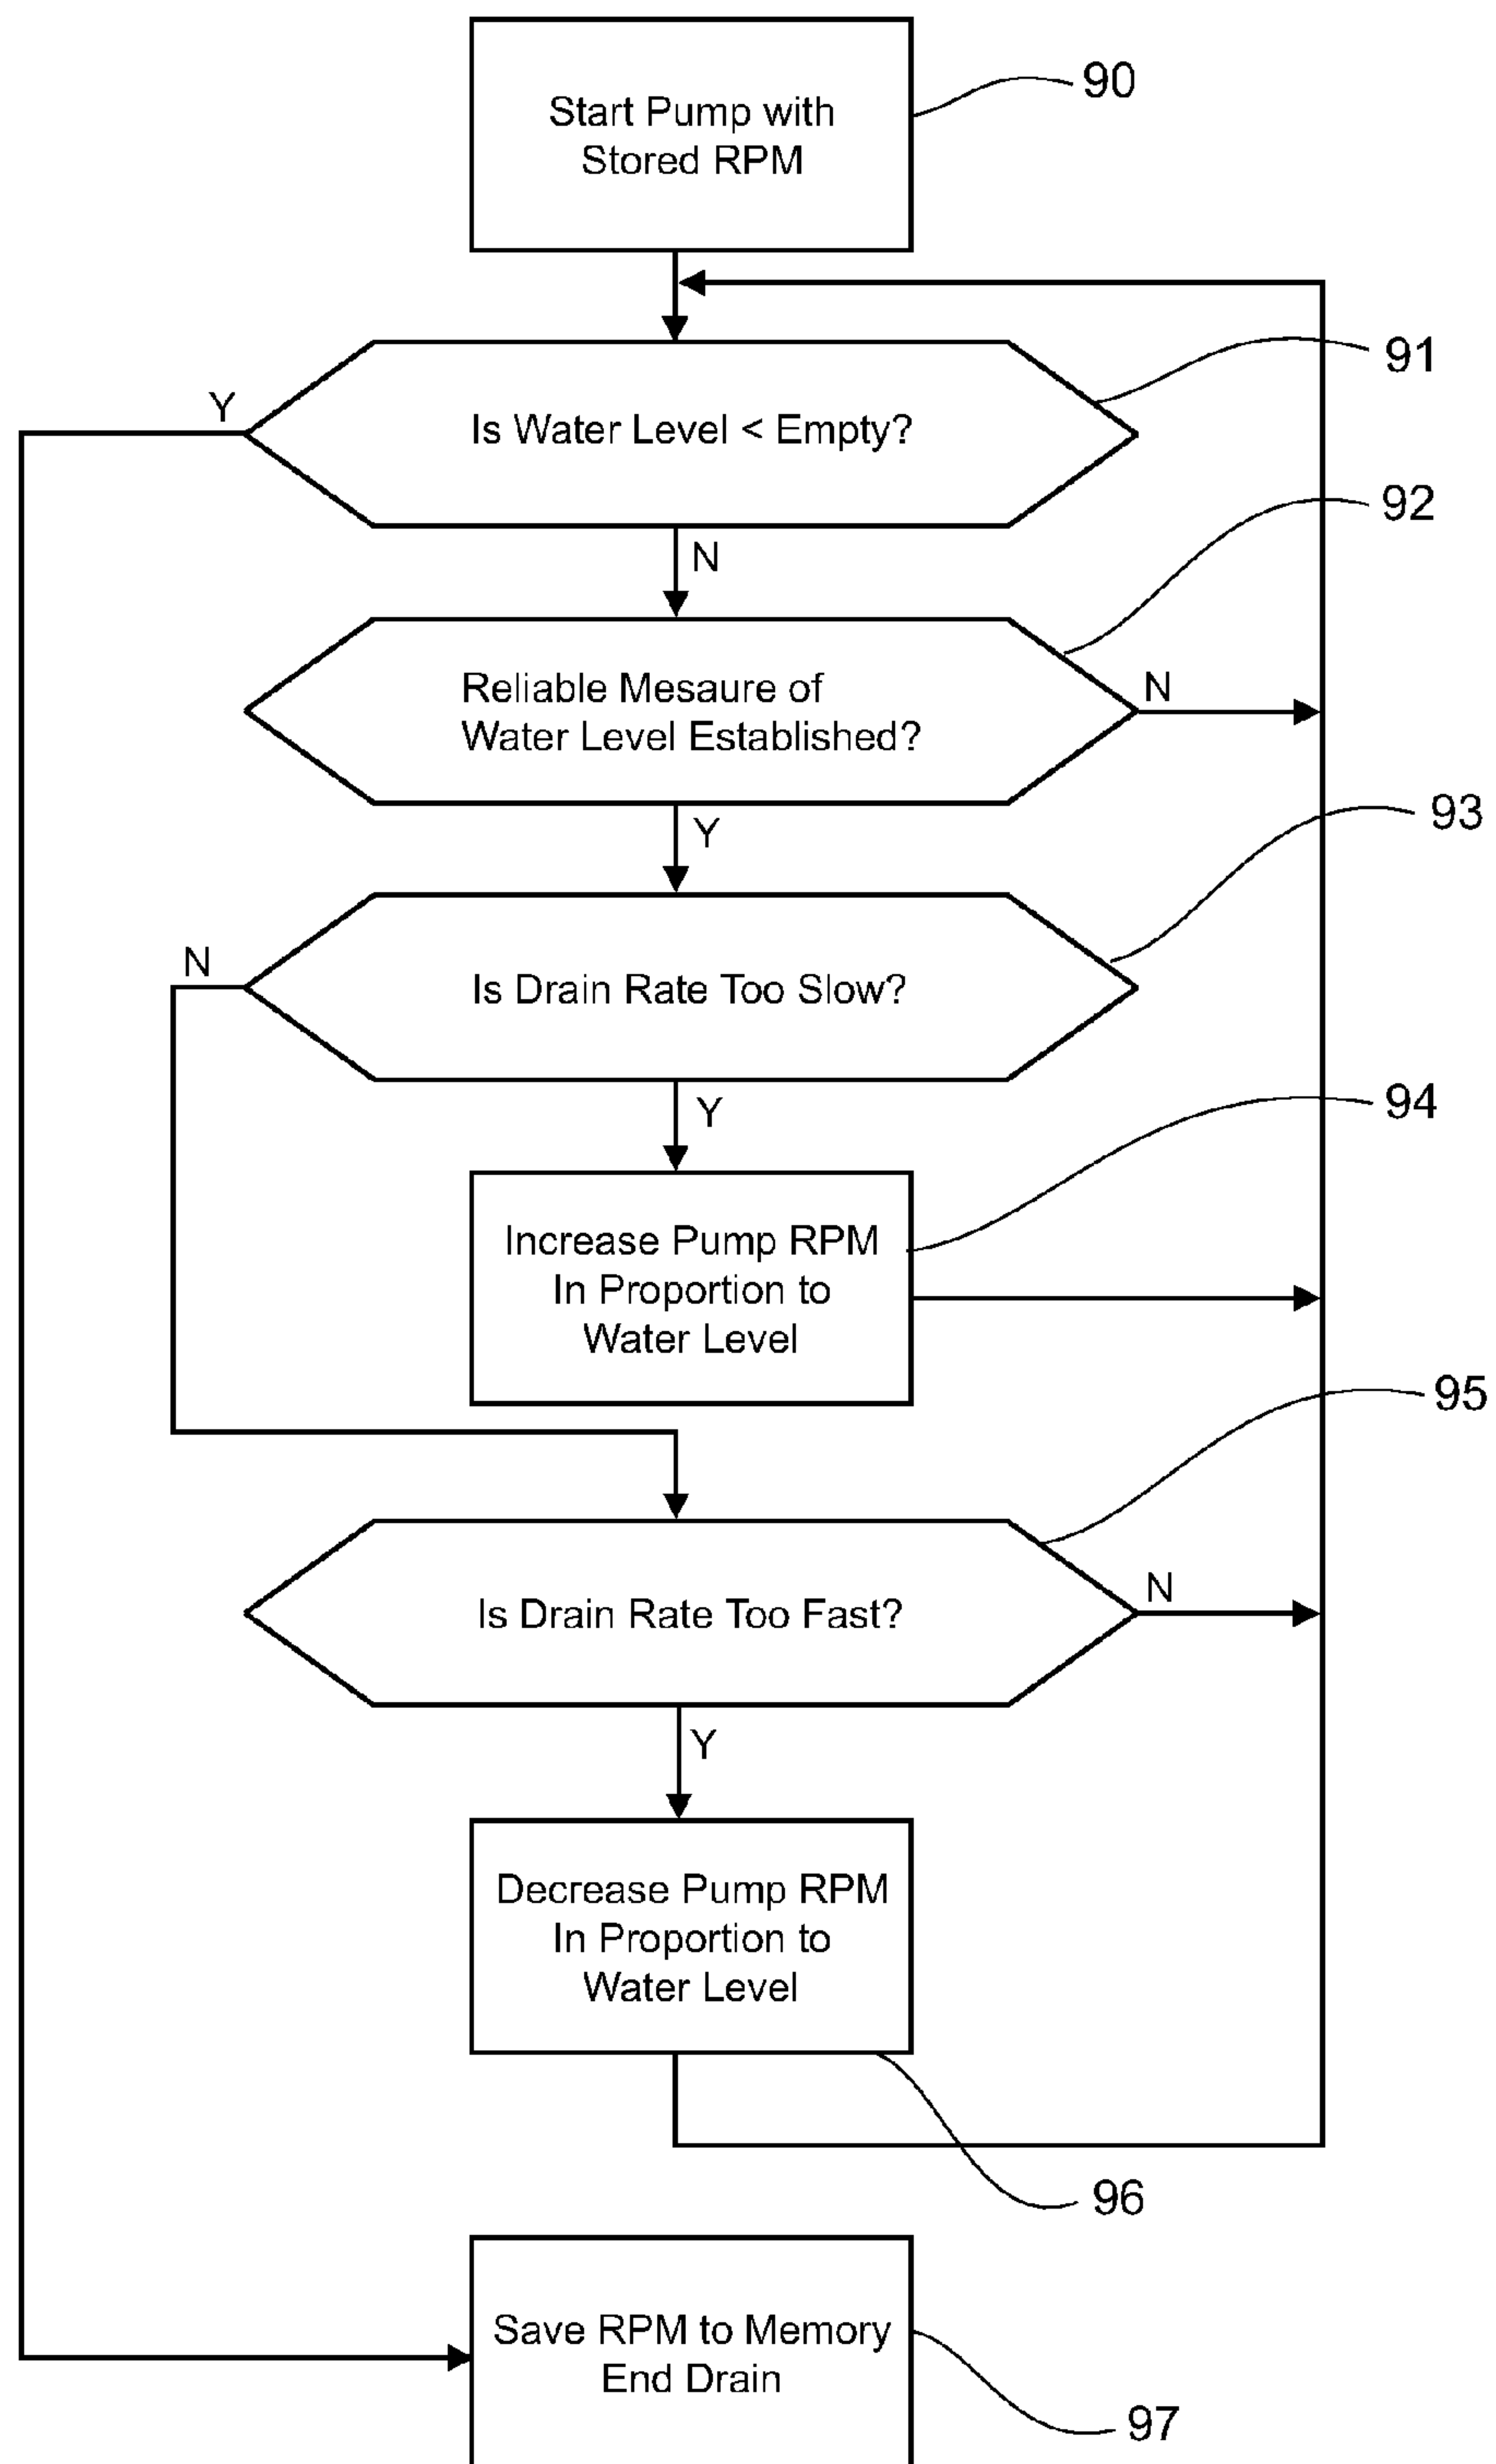 Start Pump with
Stored RPM
90
Is Water Level < Empty?
91
Y
N
Reliable Mesaure of
Water Level Established?
92
N
Y
Is Drain Rate Too Slow?
93
N
Y
Increase Pump RPM
In Proportion to
Water Level
94
Is Drain Rate Too Fast?
95
N
Y
Decrease Pump RPM
In Proportion to
Water Level
96
Save RPM to Memory
End Drain
97